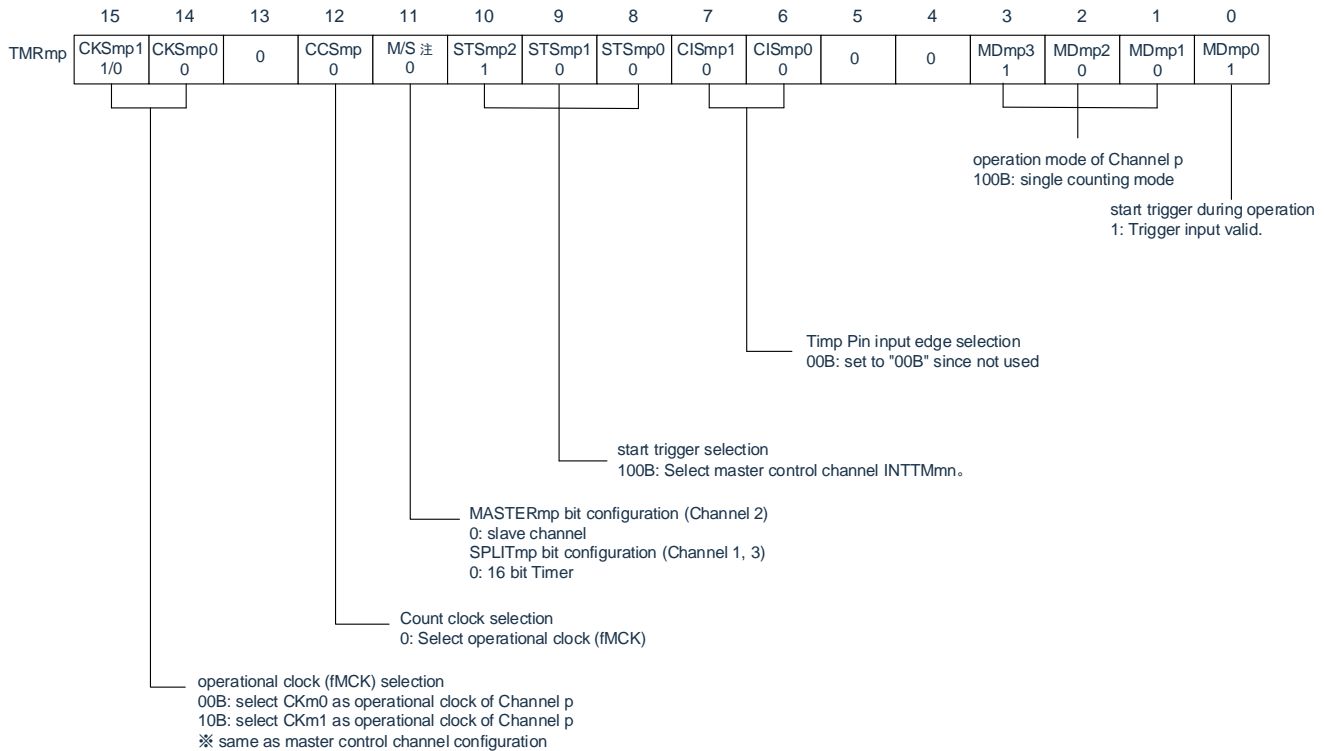 15 14 13 12 11 10 9 8 7 6 5 4 3 2 1 0
TMRmp CKSmp1 CKSmp0 0 CCSmp M/S 注 STSmp2 STSmp1 STSmp0 CISmp1 CISmp0 0 0 MDmp3 MDmp2 MDmp1 MDmp0
1/0 0 0 0 1 0 0 0 0 1 0 0 1
operation mode of Channel p
100B: single counting mode
start trigger during operation
1: Trigger input valid.
Timp Pin input edge selection
00B: set to "00B" since not used
start trigger selection
100B: Select master control channel INTTMmn。
MASTERmp bit configuration (Channel 2)
0: slave channel
SPLITmp bit configuration (Channel 1, 3)
0: 16 bit Timer
Count clock selection
0: Select operational clock (fMCK)
operational clock (fMCK) selection
00B: select CKm0 as operational clock of Channel p
10B: select CKm1 as operational clock of Channel p
※ same as master control channel configuration